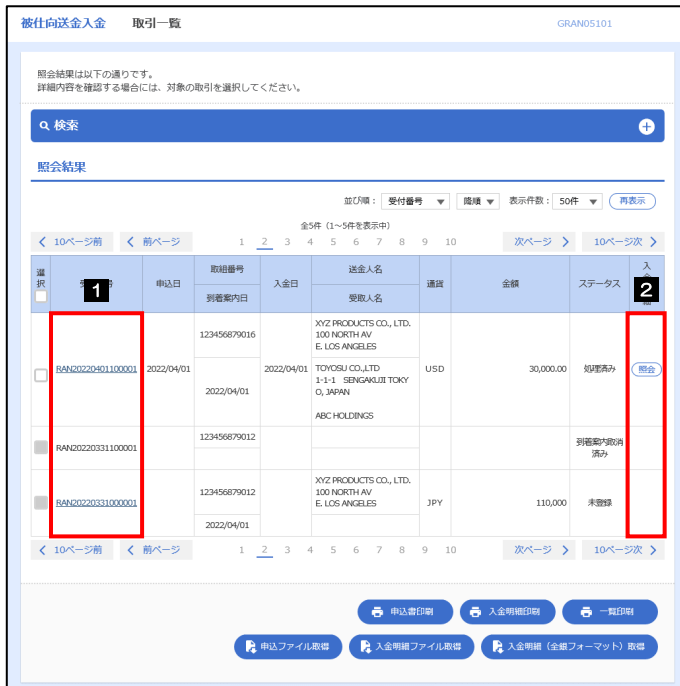 被仕向送金入金 取引一覧 GRAN05101
照会結果は以下の通りです。
詳細内容を確認する場合には、対象の取引を選択してください。
検索
照会結果
並び順： 受付番号 降順 表示件数： 50件 再表示
全5件（1～5件を表示中）
10ページ前 前ページ 1 2 3 4 5 6 7 8 9 10 次ページ 10ページ次
選択 1 申込日 取組番号 入金日 送金人名 通貨 金額 ステータス 2
到着案内日 受取人名
123456879016 XYZ PRODUCTS CO., LTD.
100 NORTH AV
E. LOS ANGELES
RAN20220401100001 2022/04/01 2022/04/01 TOYOSU CO.,LTD USD 30,000.00 処理済み 照会
2022/04/01 1-1-1 SENGAKUJI TOKY
O, JAPAN
ABC HOLDINGS
RAN20220331100001 123456879012 到着案内取消
済み
RAN20220331000001 123456879012 XYZ PRODUCTS CO., LTD. JPY 110,000 未登録
100 NORTH AV
E. LOS ANGELES
2022/04/01
10ページ前 前ページ 1 2 3 4 5 6 7 8 9 10 次ページ 10ページ次
申込書印刷 入金明細印刷 一覧印刷
申込ファイル取得 入金明細ファイル取得 入金明細（全銀フォーマット）取得